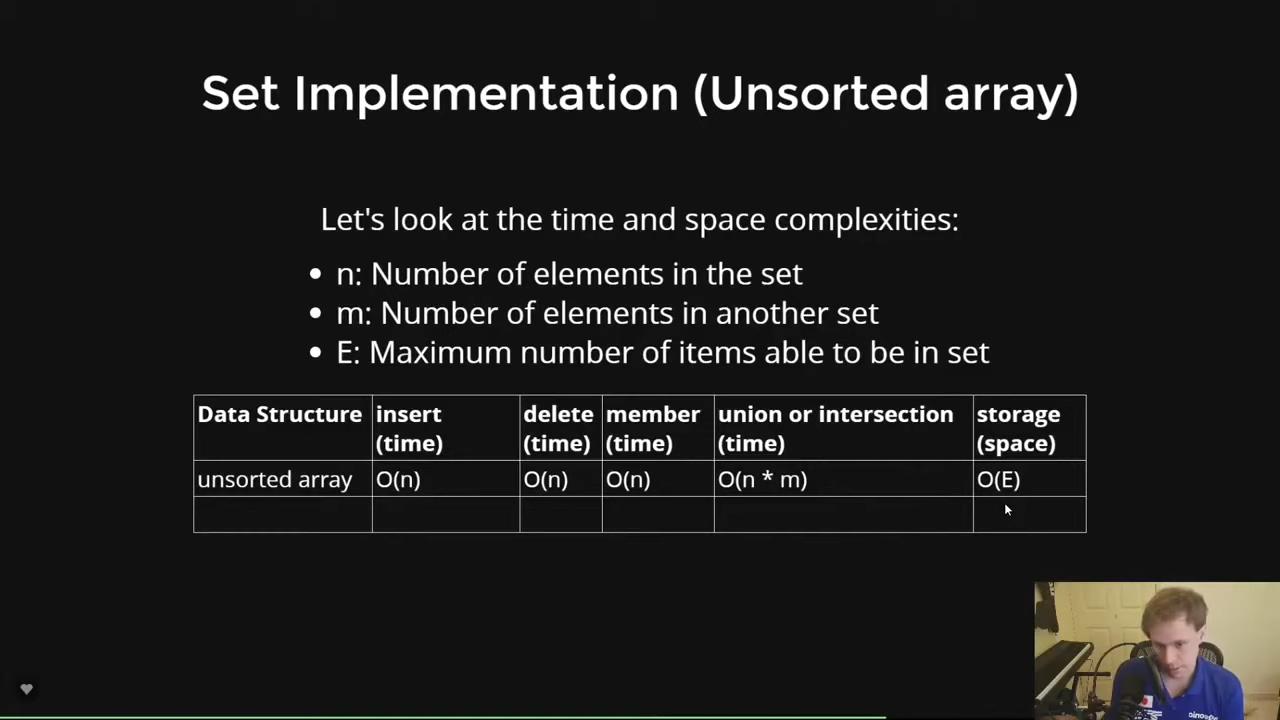 Set Implementation (Unsorted array)
Let's look at the time and space complexities:
• n: Number of elements in the set
• m: Number of elements in another set
• E: Maximum number of items able to be in set
Data Structure insert (time) delete (time) member (time) union or intersection (time) storage (space)
unsorted array O(n) O(n) O(n) O(n * m) O(E)